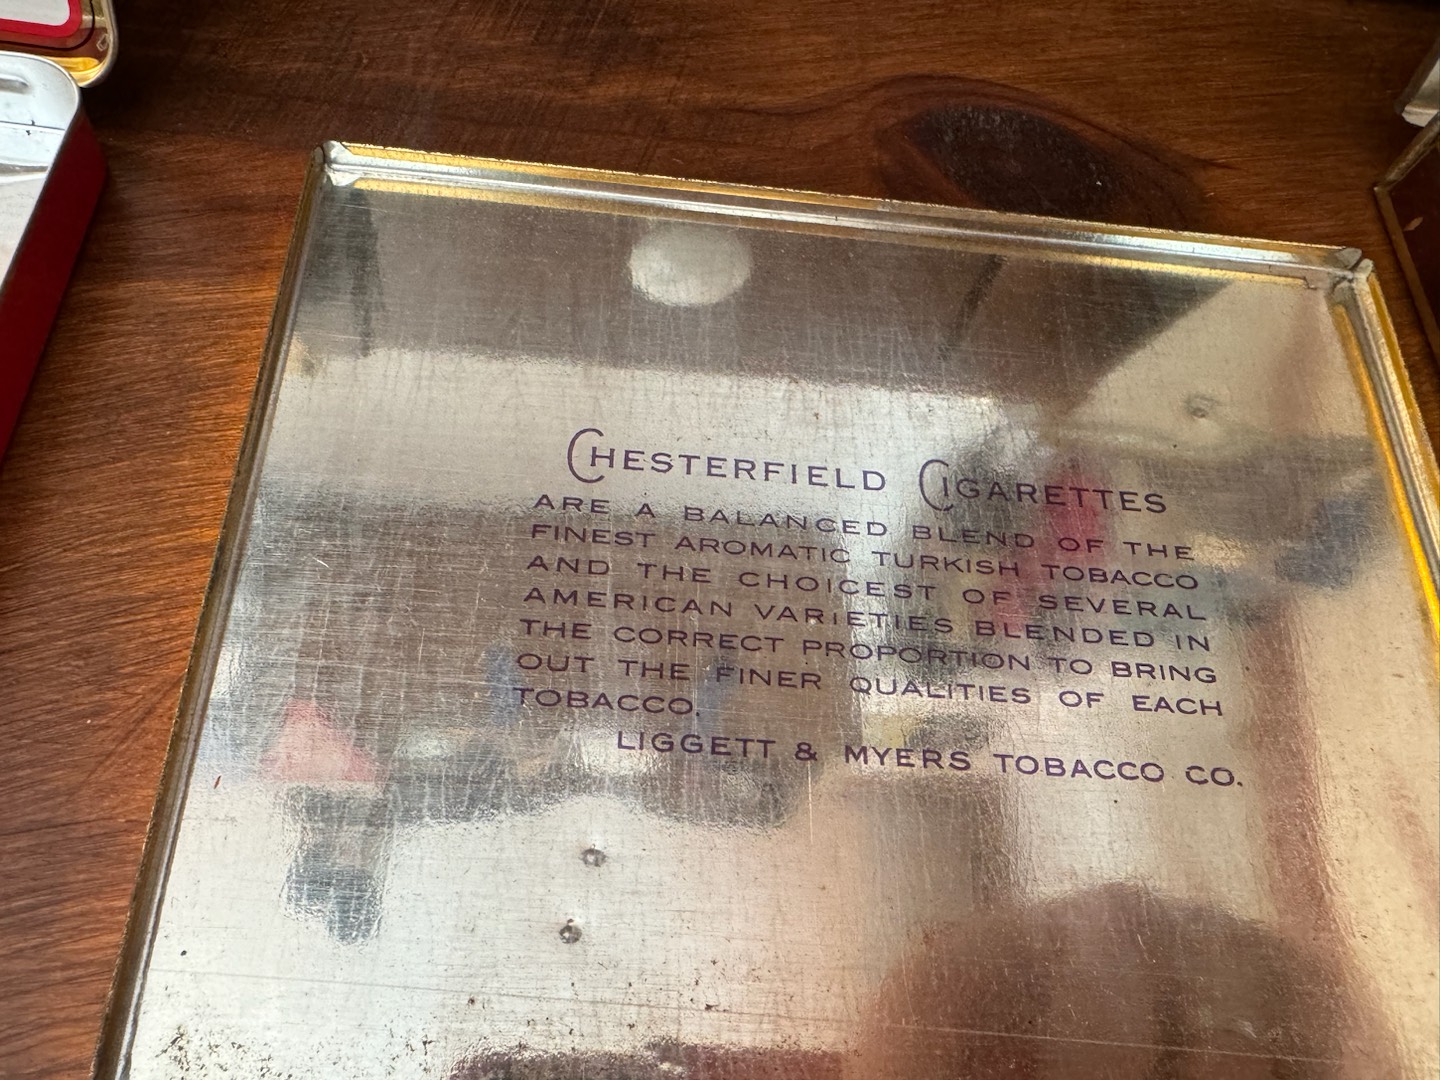 CHESTERFIELD CIGARETTES
ARE A BALANCED BLEND OF THE
FINEST AROMATIC TURKISH TOBACCO
AND THE CHOICEST OF SEVERAL
AMERICAN VARIETIES BLENDED IN
THE CORRECT PROPORTION TO BRING
OUT THE FINER QUALITIES OF EACH
TOBACCO.
LIGGETT & MYERS TOBACCO CO.